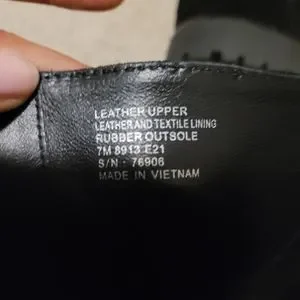 LEATHER UPPER
LEATHER AND TEXTILE LINING
RUBBER OUTSOLE
7M 8913 E21
S/N - 76906
MADE IN VIETNAM